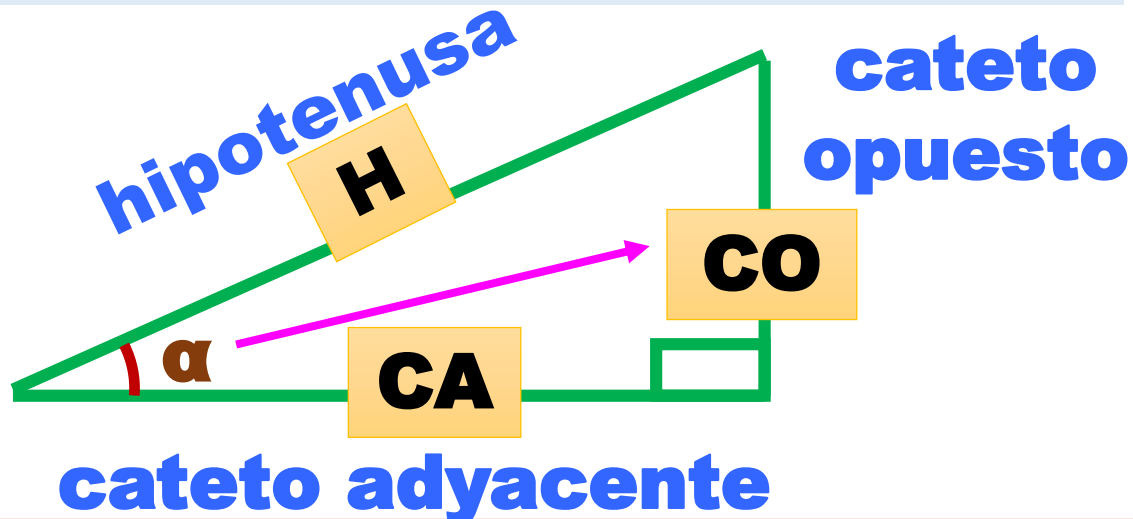 hipotenusa
H
cateto
opuesto
CO
α
CA
cateto adyacente